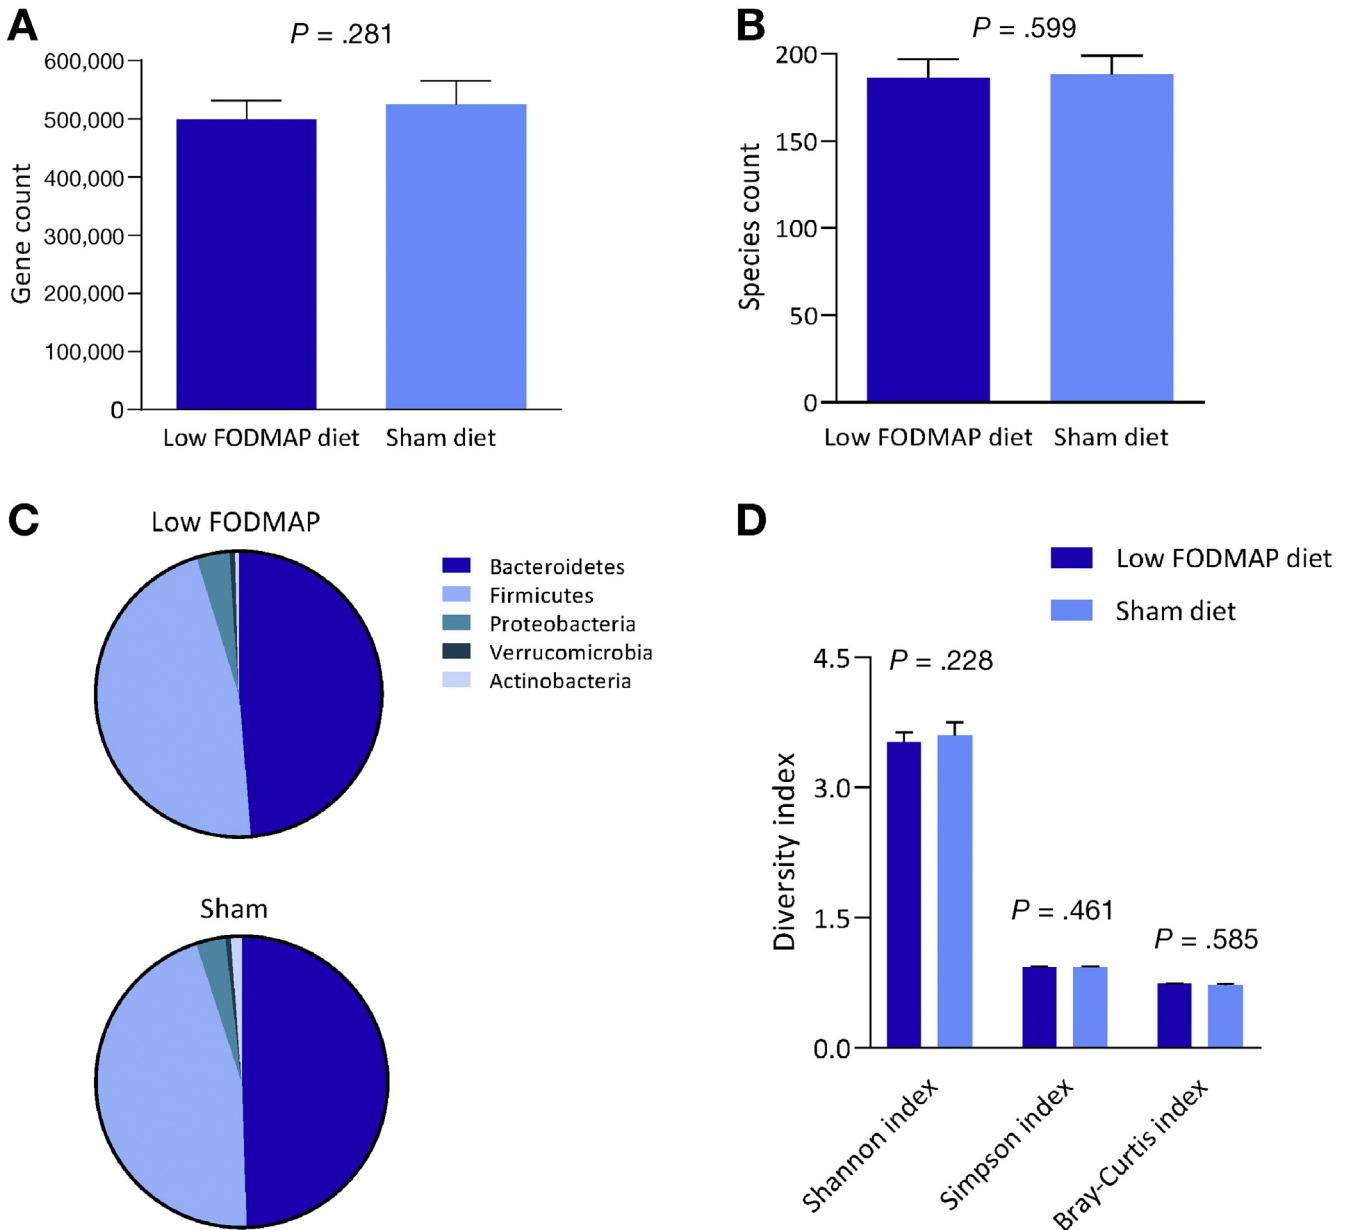 A
P = .281
600,000
500,000
400,000
300,000
200,000
100,000
0
Gene count
Low FODMAP diet
Sham diet
B
P = .599
200
150
100
50
0
Species count
Low FODMAP diet
Sham diet
C
Low FODMAP
Bacteroidetes
Firmicutes
Proteobacteria
Verrucomicrobia
Actinobacteria
Sham
D
Low FODMAP diet
Sham diet
4.5
3.0
1.5
0.0
Diversity index
P = .228
P = .461
P = .585
Shannon index
Simpson index
Bray-Curtis index